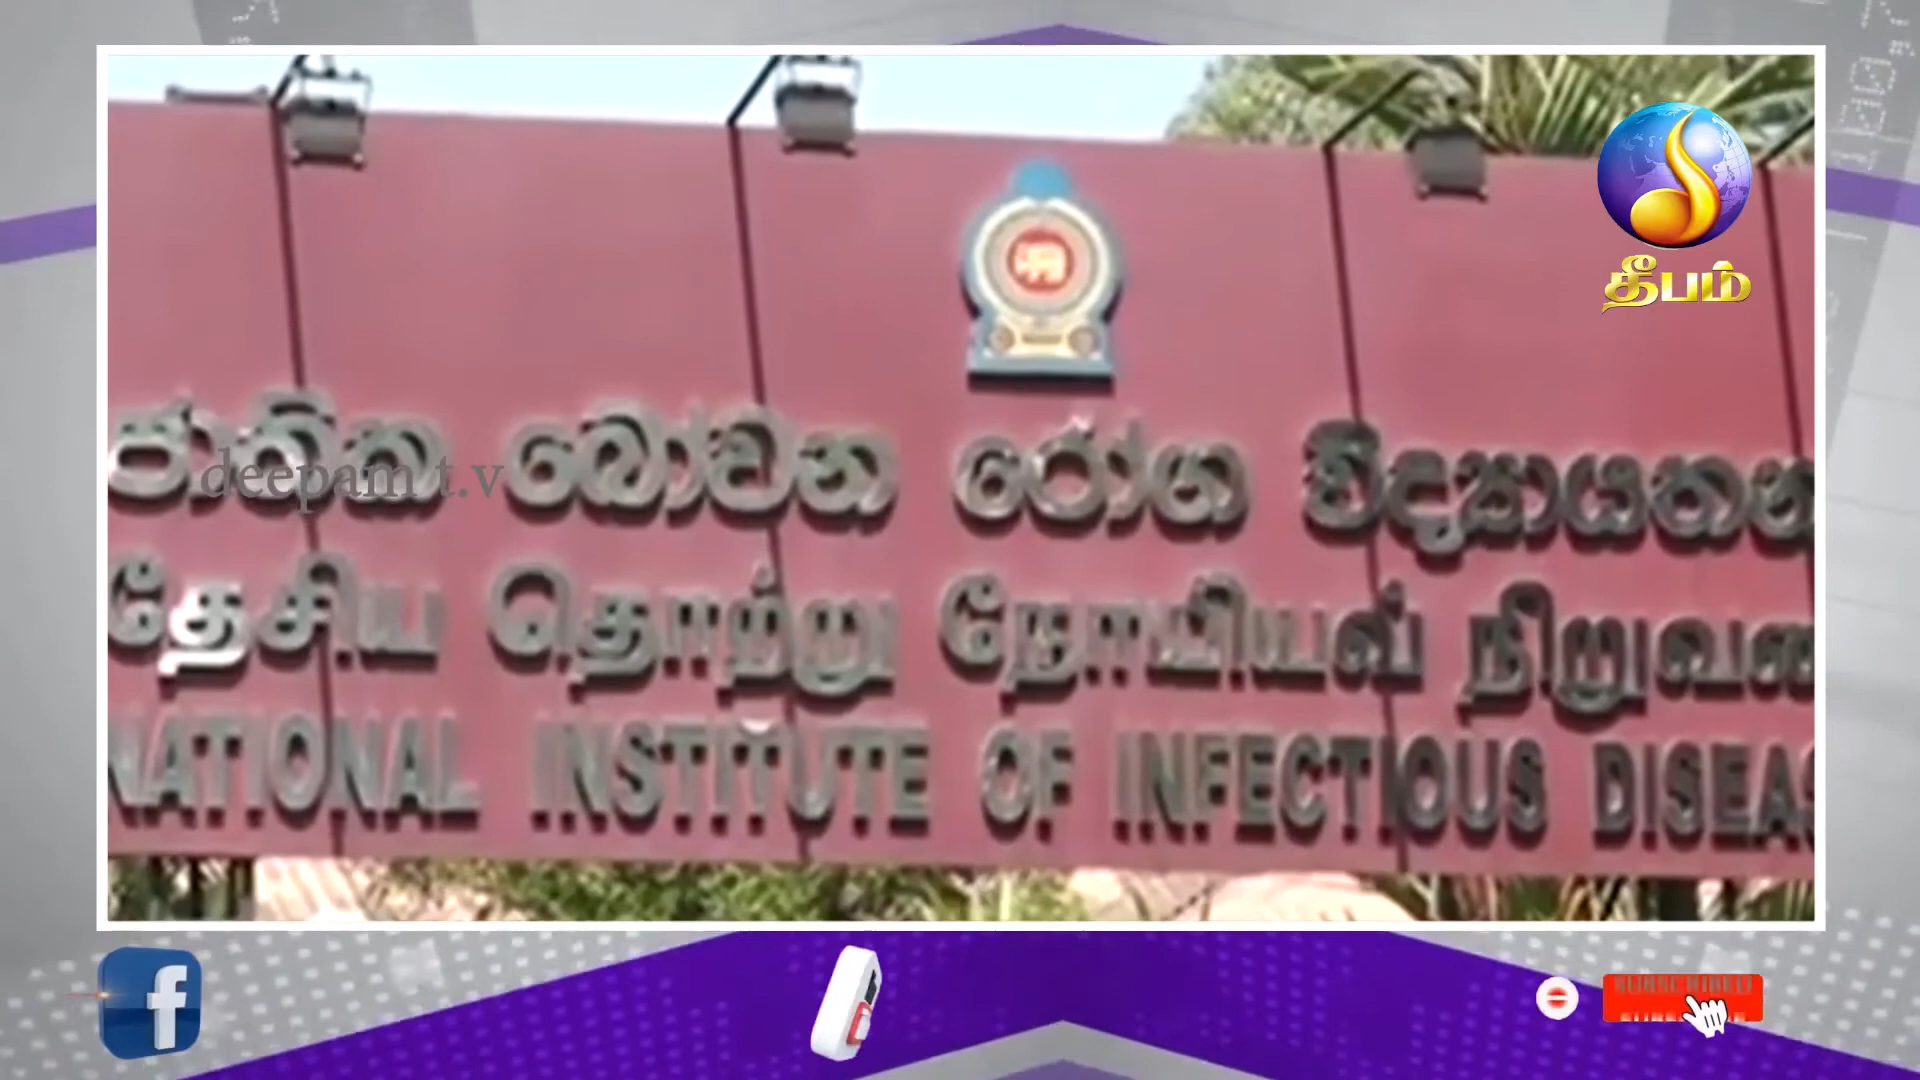 தீபம்
ජාතික බෝවන රෝග විද්‍යායතන
deepam t.v
தேசிய தொற்று நோயியல் நிறுவன
NATIONAL INSTITUTE OF INFECTIOUS DISEAS